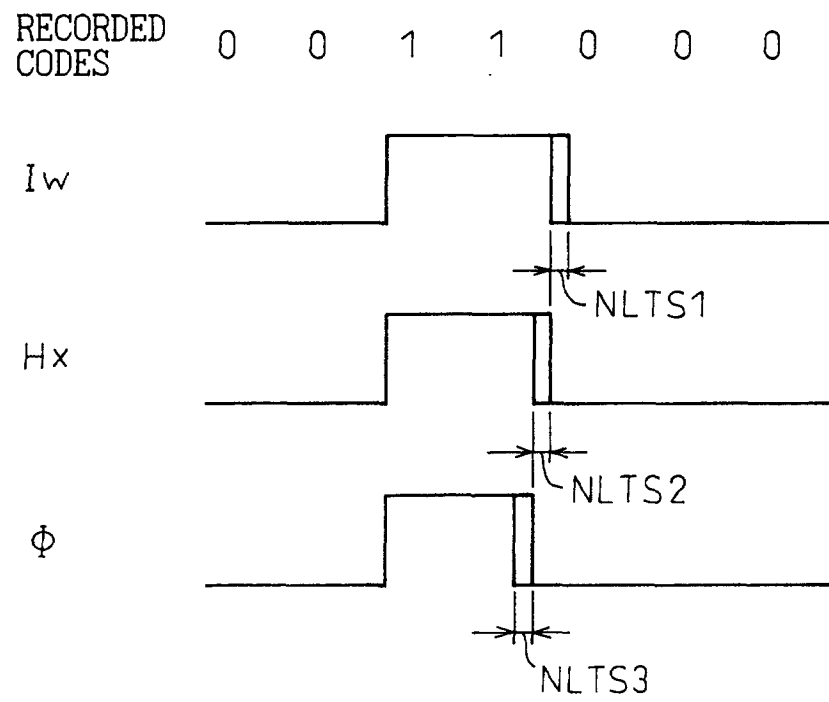 RECORDED
CODES
0 0 1 1 0 0 0
Iw
NLTS1
Hx
NLTS2
Φ
NLTS3